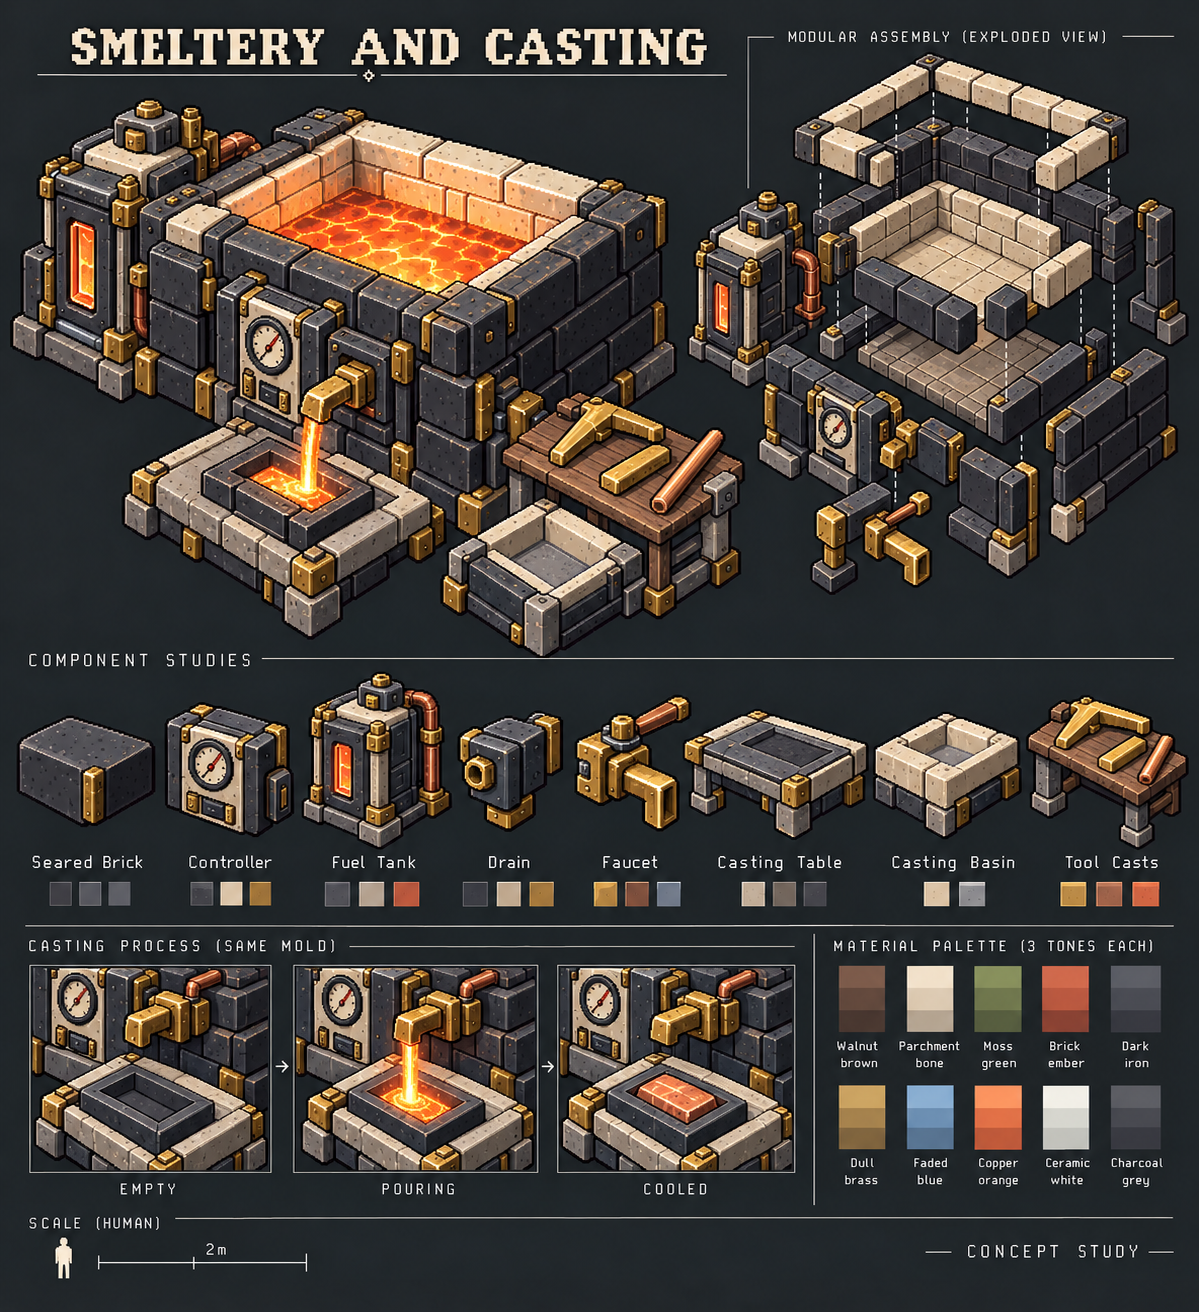 SMELTERY AND CASTING
MODULAR ASSEMBLY (EXPLODED VIEW)
COMPONENT STUDIES
Seared Brick
Controller
Fuel Tank
Drain
Faucet
Casting Table
Casting Basin
Tool Casts
CASTING PROCESS (SAME MOLD)
EMPTY
POURING
COOLED
MATERIAL PALETTE (3 TONES EACH)
Walnut
brown
Parchment
bone
Moss
green
Brick
ember
Dark
iron
Dull
brass
Faded
blue
Copper
orange
Ceramic
white
Charcoal
grey
SCALE (HUMAN)
2m
CONCEPT STUDY